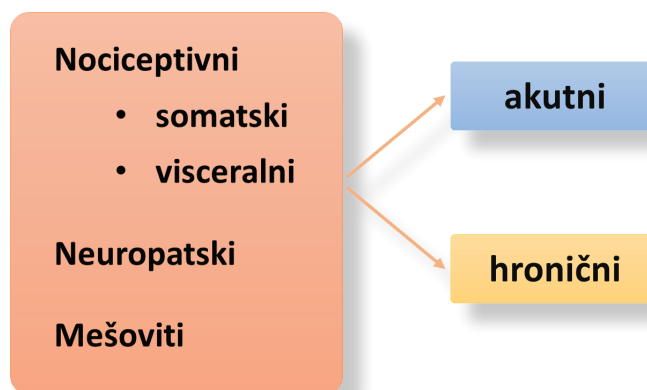 Nociceptivni
• somatski
• visceralni
Neuropatski
Mešoviti
akutni
hronični